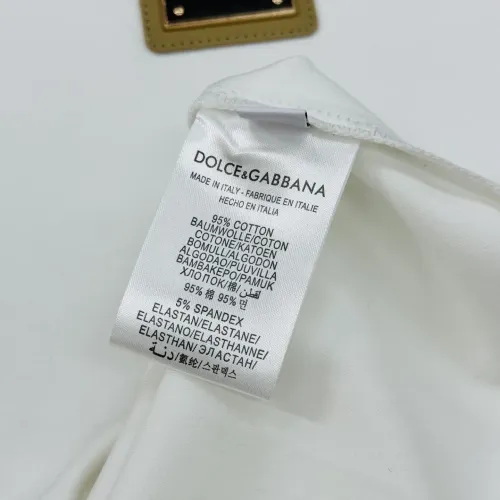 DOLCE&GABBANA
MADE IN ITALY - FABRIQUE EN ITALIE
HECHO EN ITALIA
95% COTTON
BAUMWOLLE/COTON
COTONE/KATOEN
BOMULL/ALGODON
ALGODÃO/PUUVILLA
BAMBAKEPO/PAMUK
ХЛОПОК/棉/قطن
95% 棉 95% 면
5% SPANDEX
ELASTAN/ELASTANE/
ELASTANO/ELASTHANNE/
ELASTHAN/ЭЛАСТАН/
/氨纶/스판덱스